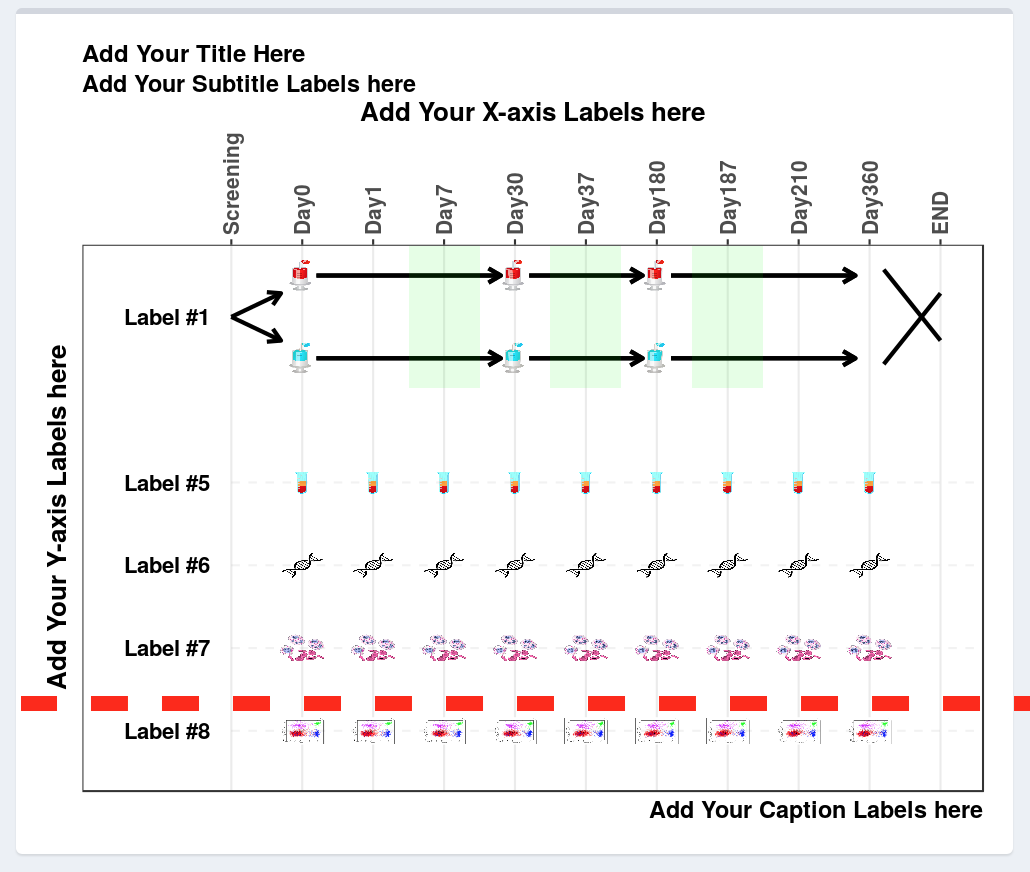 Add Your Title Here
Add Your Subtitle Labels here
Add Your X-axis Labels here
Screening
Day0
Day1
Day7
Day30
Day37
Day180
Day187
Day210
Day360
END
Add Your Y-axis Labels here
Label #1
Label #5
Label #6
Label #7
Label #8
Add Your Caption Labels here